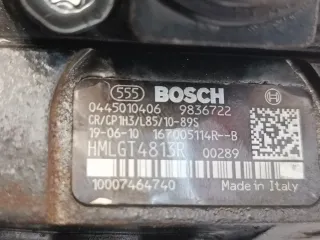 555 BOSCH
0445010406 9836722
CR/CP1H3/L85/10-89S
19-06-10 167005114R--B
HMLGT4813R 00289
10007464740 Made in Italy